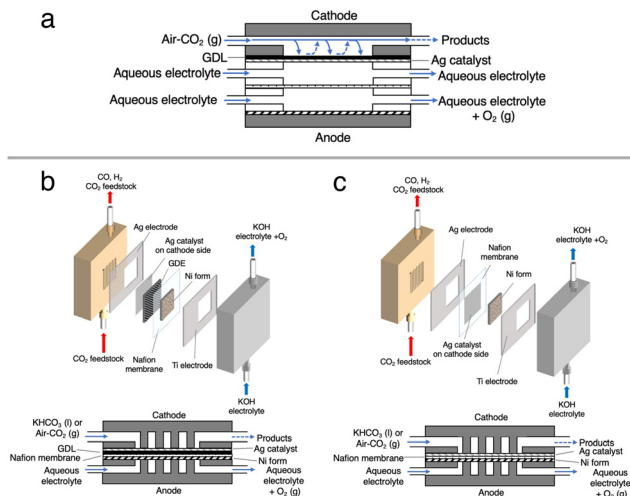 a
Cathode
Air-CO₂ (g)
Products
GDL
Ag catalyst
Aqueous electrolyte
Aqueous electrolyte
Aqueous electrolyte
Aqueous electrolyte
+ O₂ (g)
Anode
b
CO, H₂
CO₂ feedstock
Ag electrode
Ag catalyst
on cathode side
GDE
Ni form
KOH
electrolyte +O₂
CO₂ feedstock
Nafion
membrane
Ti electrode
KOH
electrolyte
Cathode
KHCO₃ (l) or
Air-CO₂ (g)
Products
GDL
Ag catalyst
Nafion membrane
Ni form
Aqueous
electrolyte
Aqueous
electrolyte
+ O₂ (g)
Anode
c
CO, H₂
CO₂ feedstock
Ag electrode
Nafion
membrane
Ni form
KOH
electrolyte +O₂
CO₂ feedstock
Ag catalyst
on cathode side
Ti electrode
KOH
electrolyte
Cathode
KHCO₃ (l) or
Air-CO₂ (g)
Products
Ag catalyst
Nafion membrane
Ni form
Aqueous
electrolyte
Aqueous
electrolyte
+ O₂ (g)
Anode